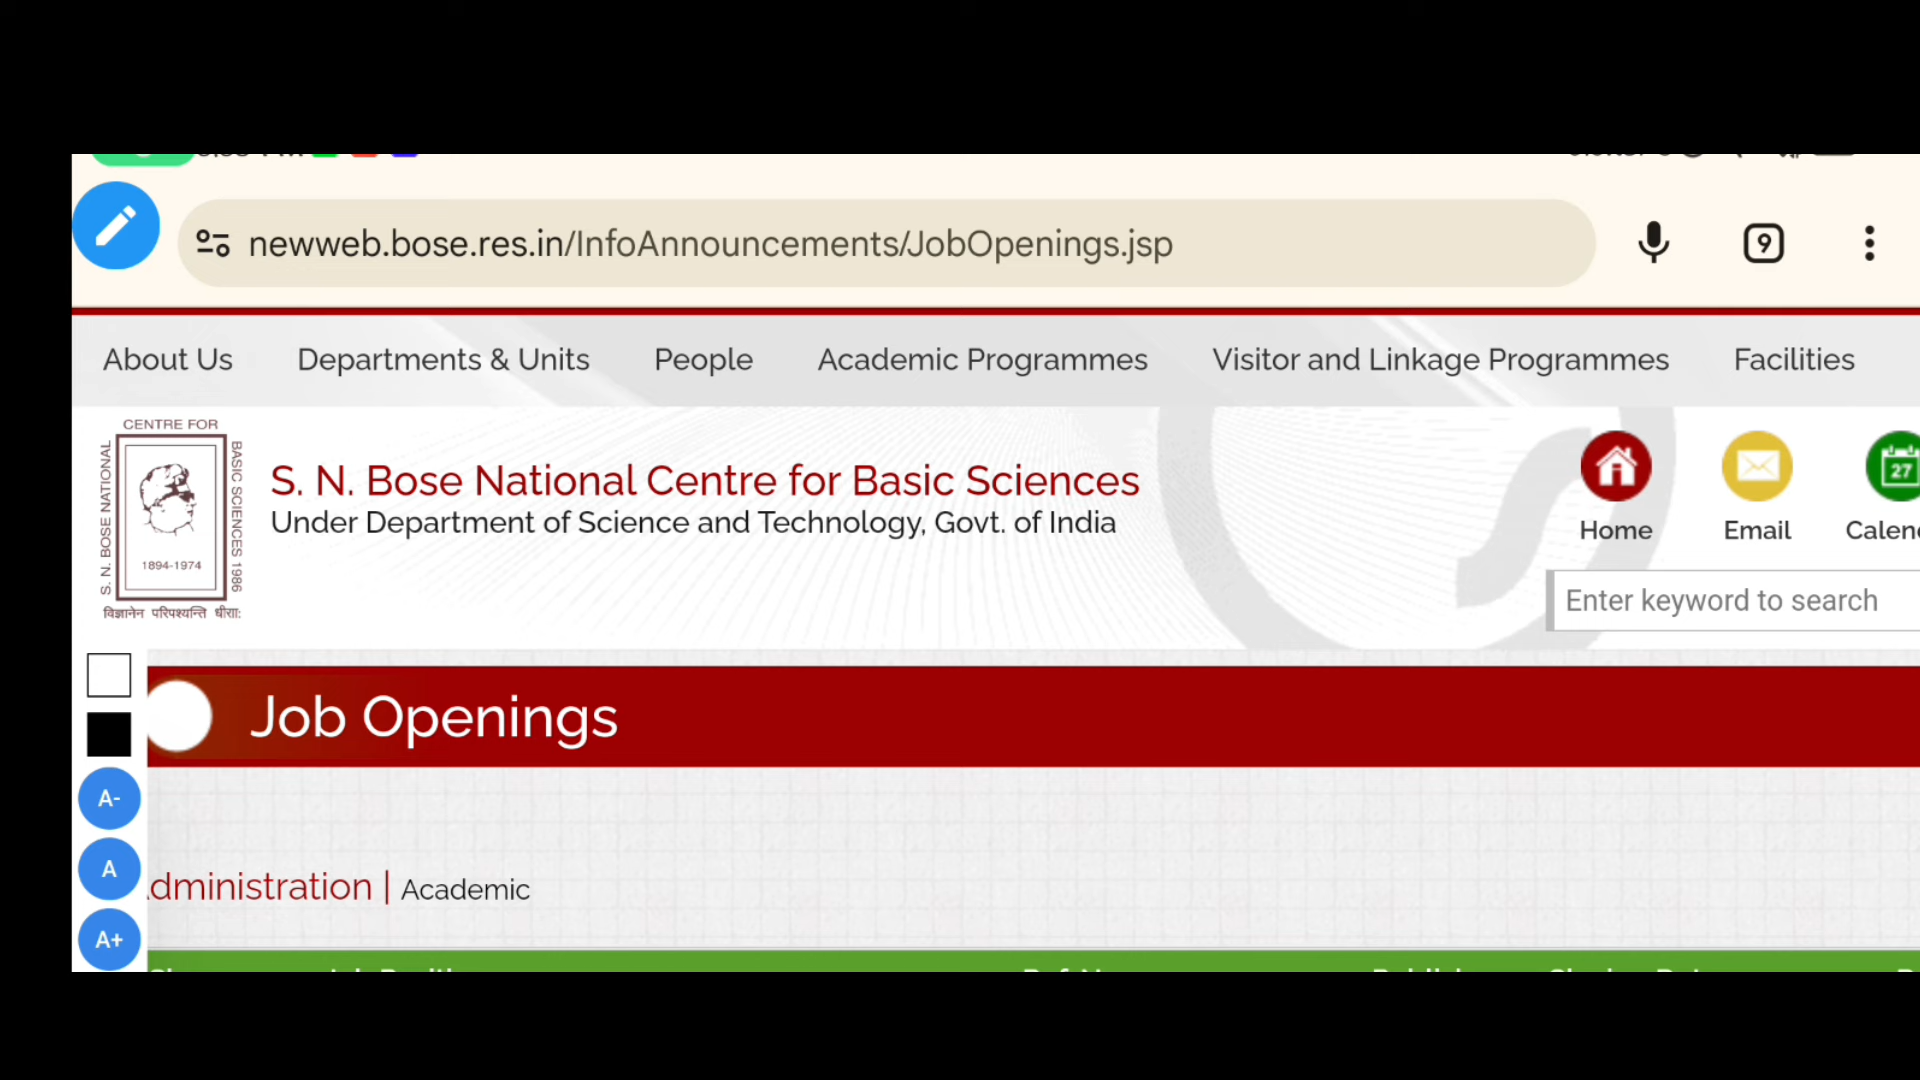 newweb.bose.res.in/InfoAnnouncements/JobOpenings.jsp
9
About Us Departments & Units People Academic Programmes Visitor and Linkage Programmes Facilities
CENTRE FOR
S. N. BOSE NATIONAL
BASIC SCIENCES 1986
1894-1974
विज्ञानेन परिपश्यन्ति धीराः
S. N. Bose National Centre for Basic Sciences
Under Department of Science and Technology, Govt. of India
27
Home Email Calen
Enter keyword to search
Job Openings
A-
A
A+
dministration | Academic